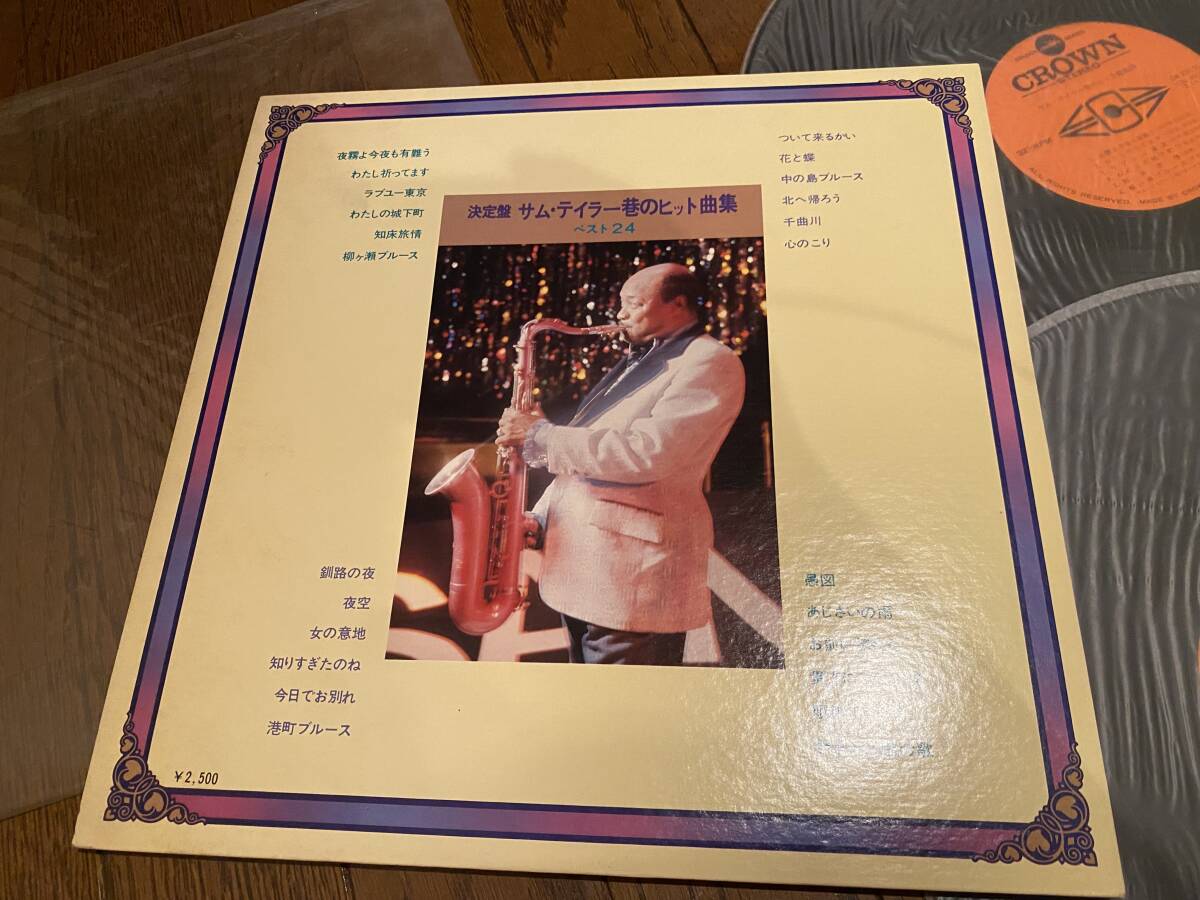 夜霧よ今夜も有難う
わたし祈ってます
ラブユー東京
わたしの城下町
知床旅情
柳ヶ瀬ブルース
決定盤 サム・テイラー巷のヒット曲集
ベスト24
ついて来るかい
花と蝶
中の島ブルース
北へ帰ろう
千曲川
心のこり
釧路の夜
夜空
女の意地
知りすぎたのね
今日でお別れ
港町ブルース
愚図
あじさいの雨
歌
¥2,500
CROWN
STEREO
ALL RIGHTS RESERVED. MADE BY